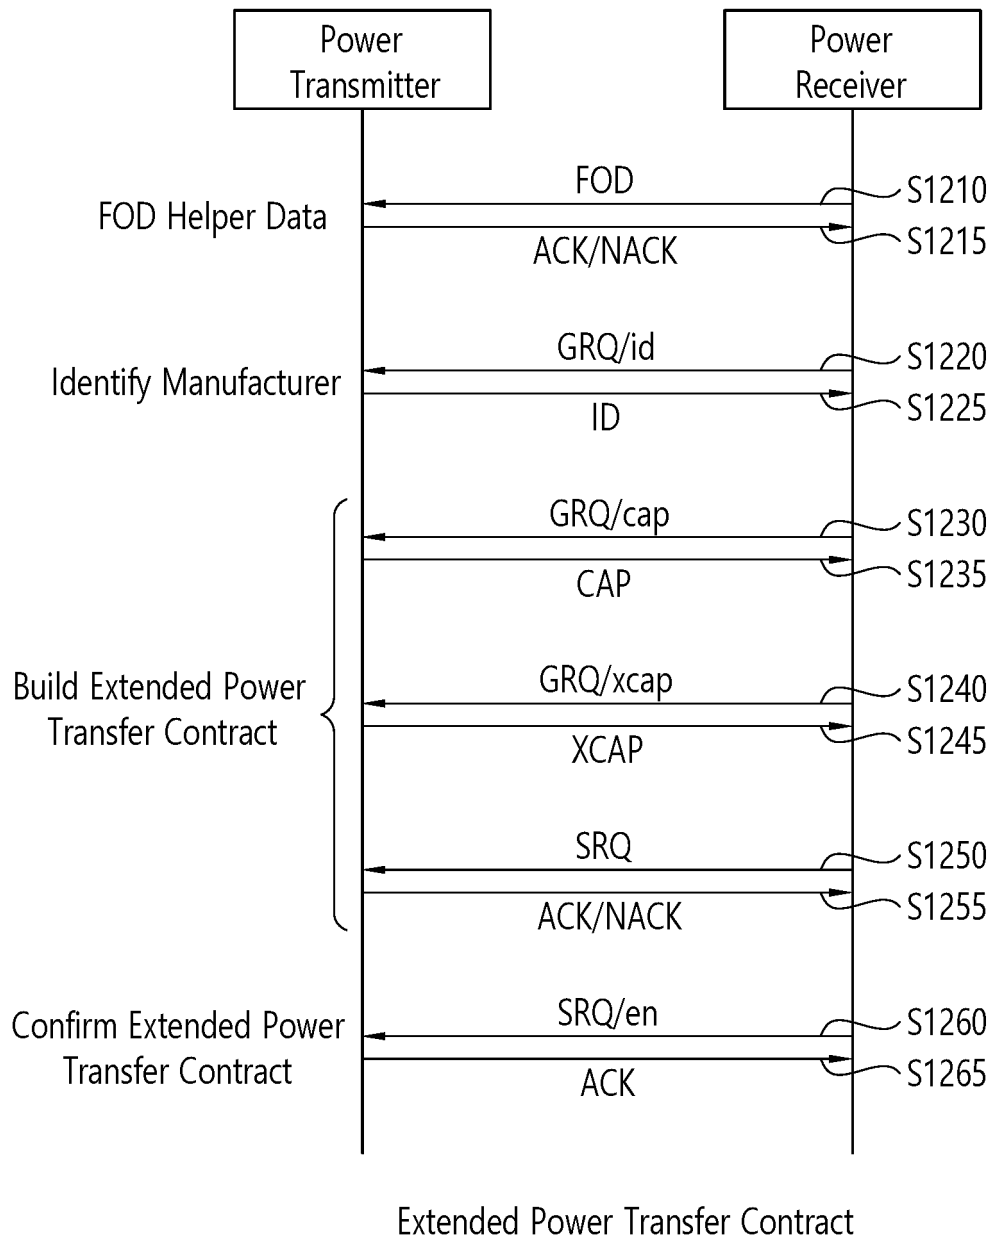 Power
Transmitter
Power
Receiver
FOD Helper Data
FOD
S1210
ACK/NACK
S1215
Identify Manufacturer
GRQ/id
S1220
ID
S1225
Build Extended Power
Transfer Contract
GRQ/cap
S1230
CAP
S1235
GRQ/xcap
S1240
XCAP
S1245
SRQ
S1250
ACK/NACK
S1255
Confirm Extended Power
Transfer Contract
SRQ/en
S1260
ACK
S1265
Extended Power Transfer Contract